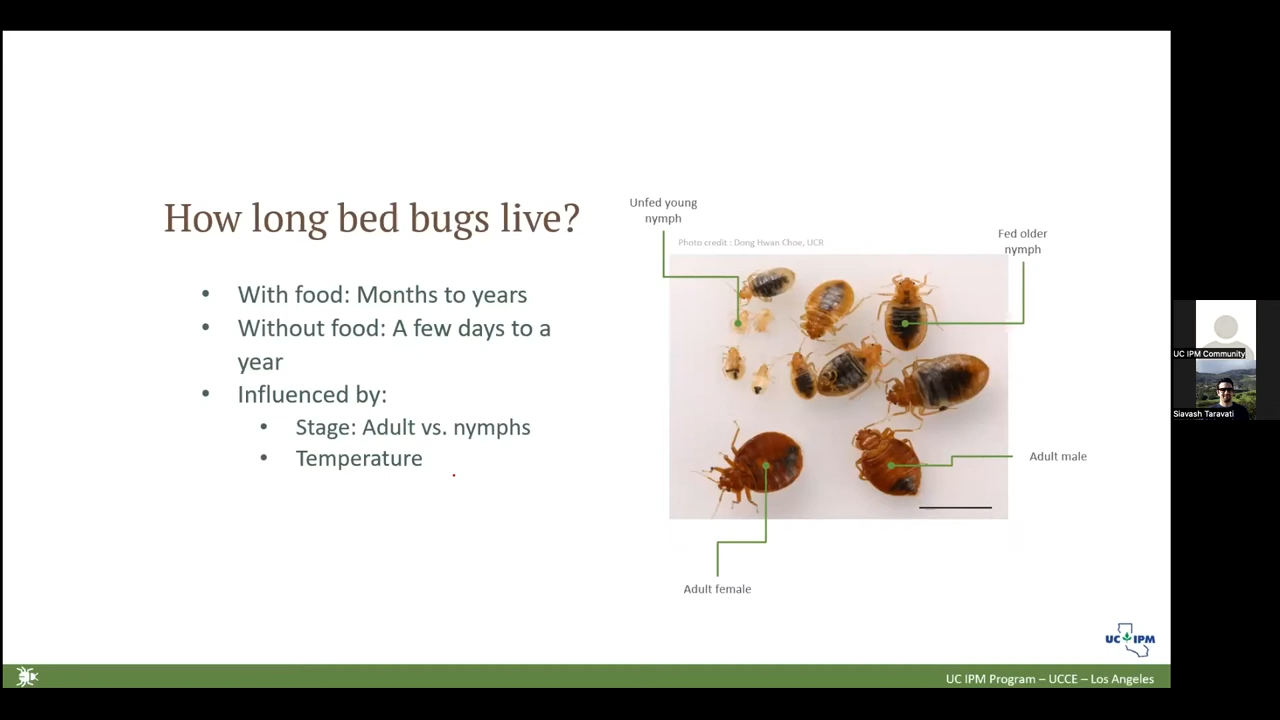 How long bed bugs live?
• With food: Months to years
• Without food: A few days to a
year
• Influenced by:
• Stage: Adult vs. nymphs
• Temperature
Unfed young
nymph
Photo credit : Dong Hwan Choe, UCR
Fed older
nymph
Adult male
Adult female
UC IPM
UC IPM Program – UCCE – Los Angeles
UC IPM Community
Siavash Taravati